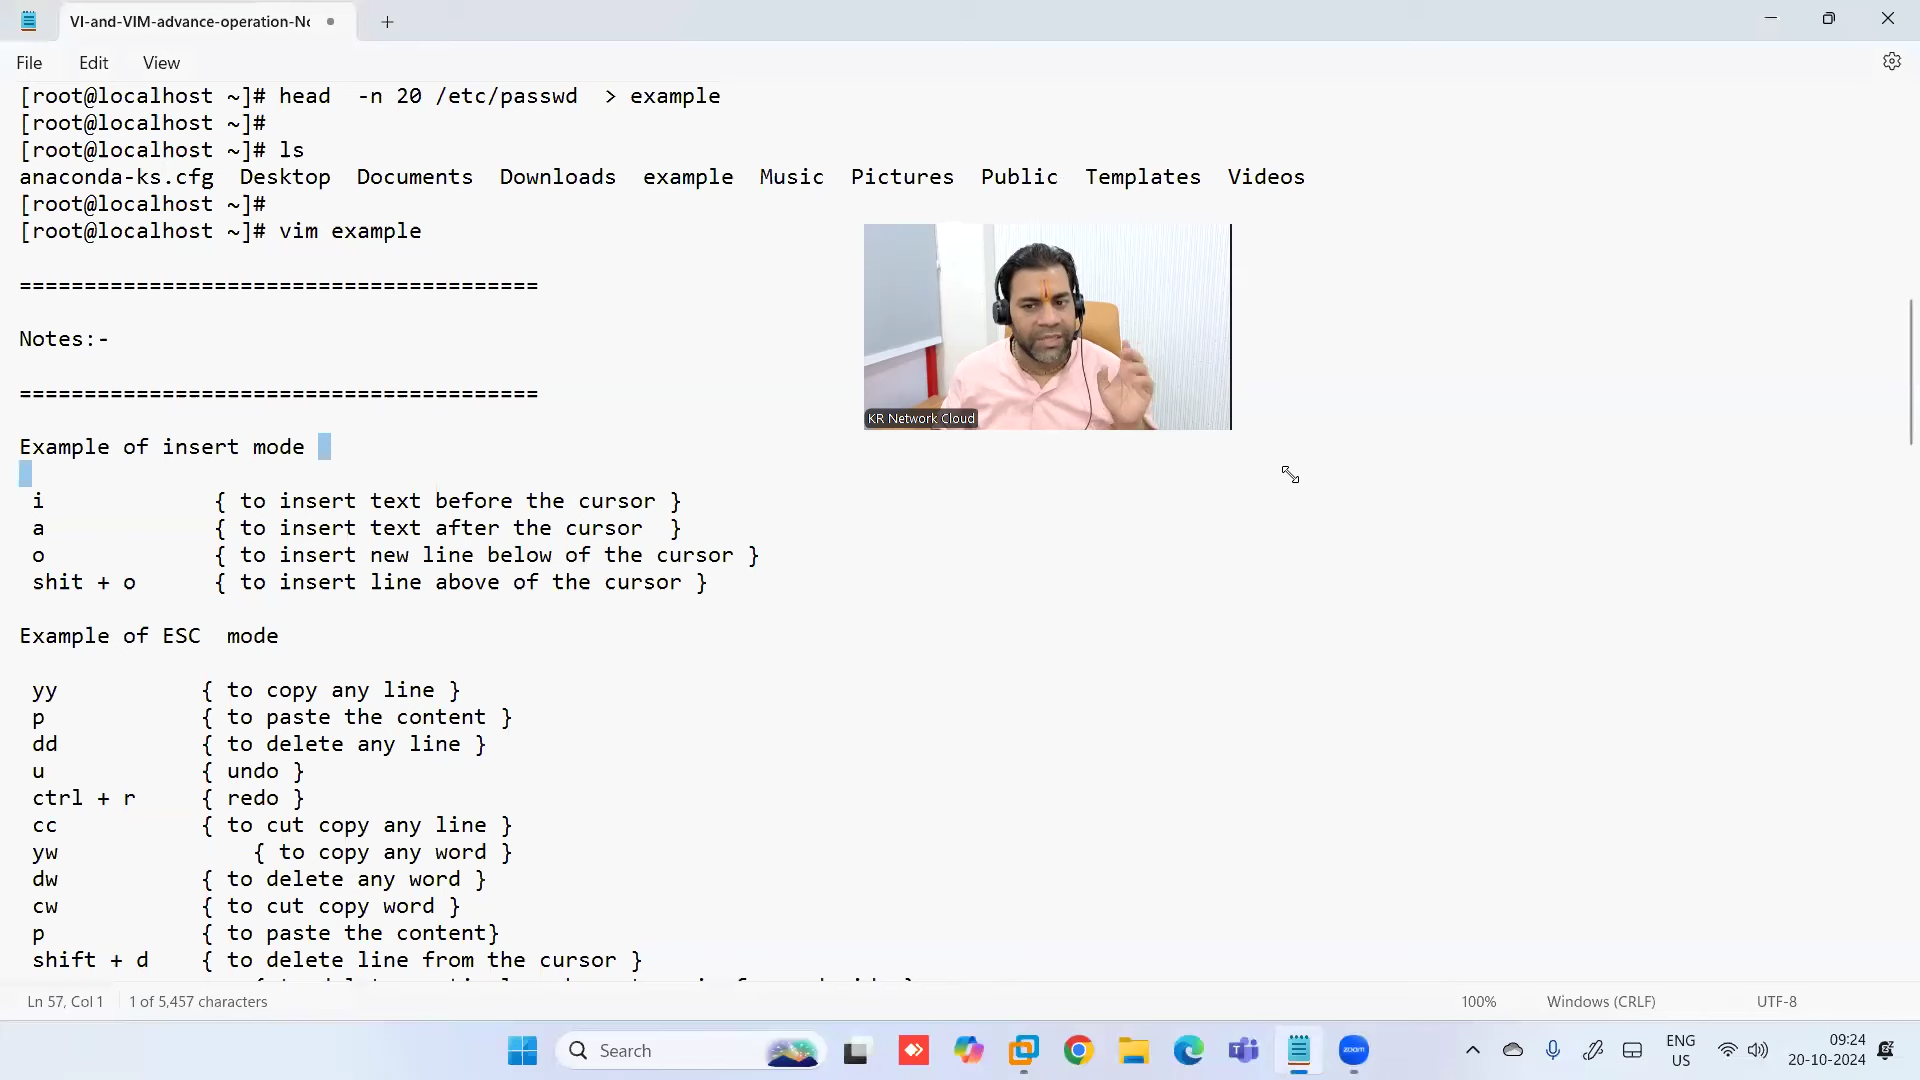 VI-and-VIM-advance-operation-No
File Edit View
[root@localhost ~]# head  -n 20 /etc/passwd  > example
[root@localhost ~]#
[root@localhost ~]# ls
anaconda-ks.cfg  Desktop  Documents  Downloads  example  Music  Pictures  Public  Templates  Videos
[root@localhost ~]#
[root@localhost ~]# vim example
========================================
Notes:-
========================================
KR Network Cloud
Example of insert mode
i { to insert text before the cursor }
a { to insert text after the cursor  }
o { to insert new line below of the cursor }
shit + o { to insert line above of the cursor }
Example of ESC  mode
yy { to copy any line }
p { to paste the content }
dd { to delete any line }
u { undo }
ctrl + r { redo }
cc { to cut copy any line }
yw { to copy any word }
dw { to delete any word }
cw { to cut copy word }
p { to paste the content}
shift + d { to delete line from the cursor }
Ln 57, Col 1 1 of 5,457 characters 100% Windows (CRLF) UTF-8
Search zoom ENG 09:24
US 20-10-2024